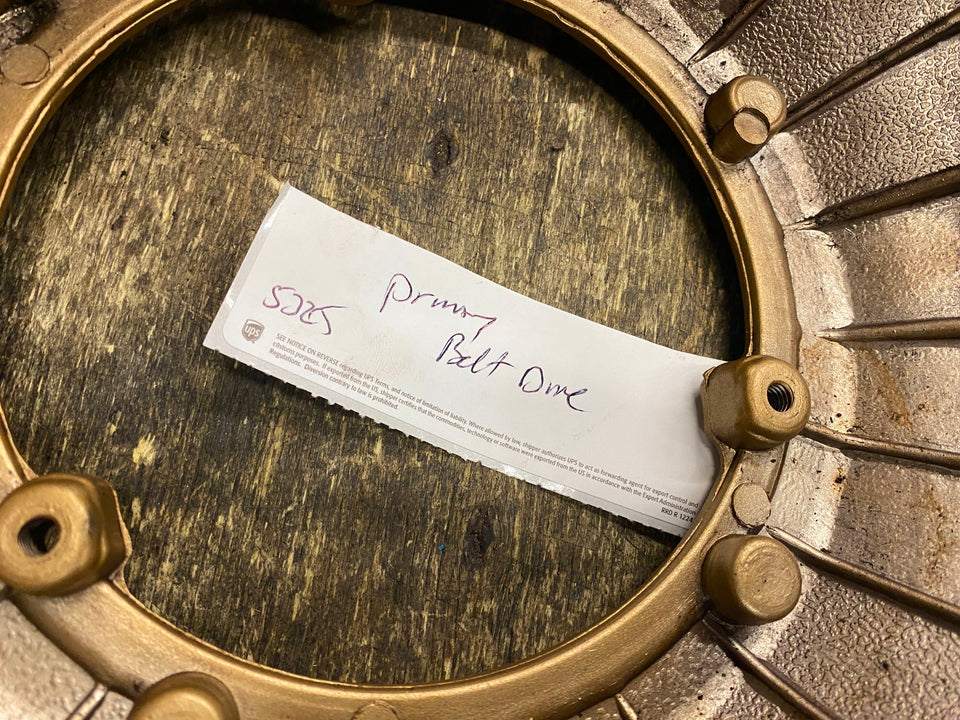 5225
Primary
Belt Drive
ups
SEE NOTICE ON REVERSE regarding UPS Terms, and notice of limitation of liability. Where allowed by law, shipper authorizes UPS to act as forwarding agent for export control and
customs purposes. If exported from the US, shipper certifies that the commodities, technology or software were exported from the US in accordance with the Export Administration
Regulations. Diversion contrary to law is prohibited.
RRD R 1224